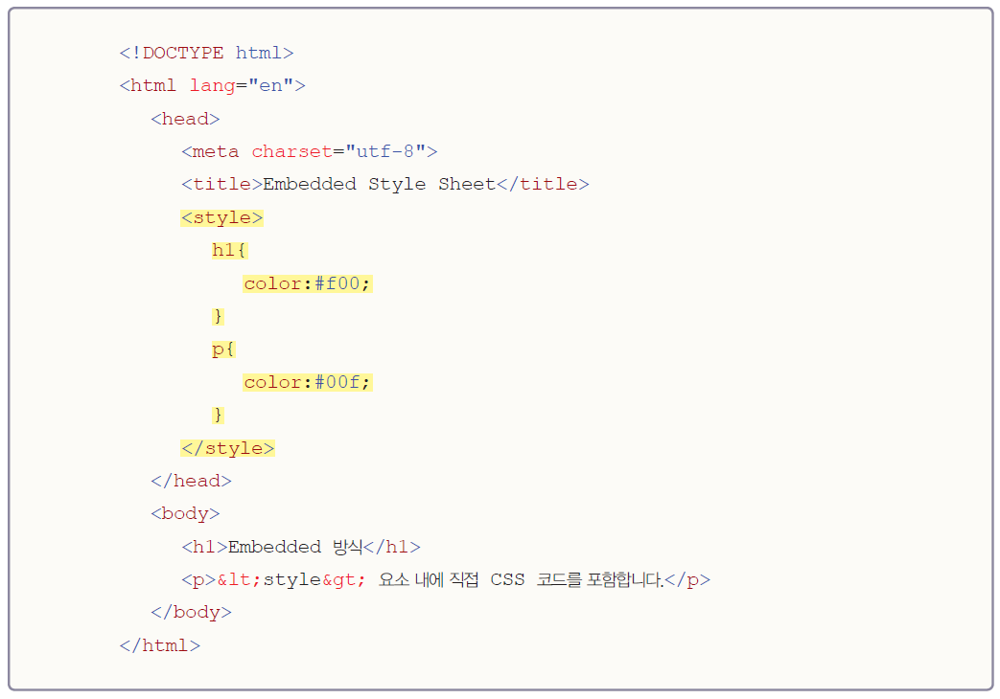 <!DOCTYPE html>
<html lang="en">
<head>
<meta charset="utf-8">
<title>Embedded Style Sheet</title>
<style>
h1{
color:#f00;
}
p{
color:#00f;
}
</style>
</head>
<body>
<h1>Embedded 방식</h1>
<p>&lt;style&gt; 요소 내에 직접 CSS 코드를 포함합니다.</p>
</body>
</html>